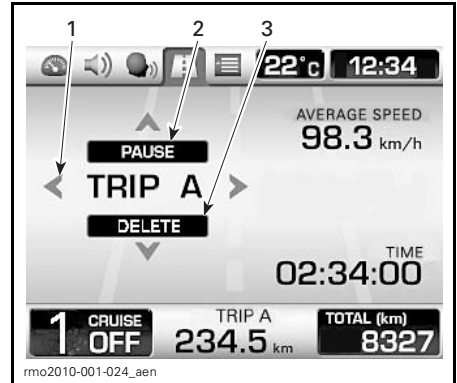 1 2 3
22°c 12:34
AVERAGE SPEED
98.3 km/h
PAUSE
TRIP A
DELETE
TIME
02:34:00
1 CRUISE OFF
TRIP A
234.5 km
TOTAL (km)
8327
rmo2010-001-024_aen